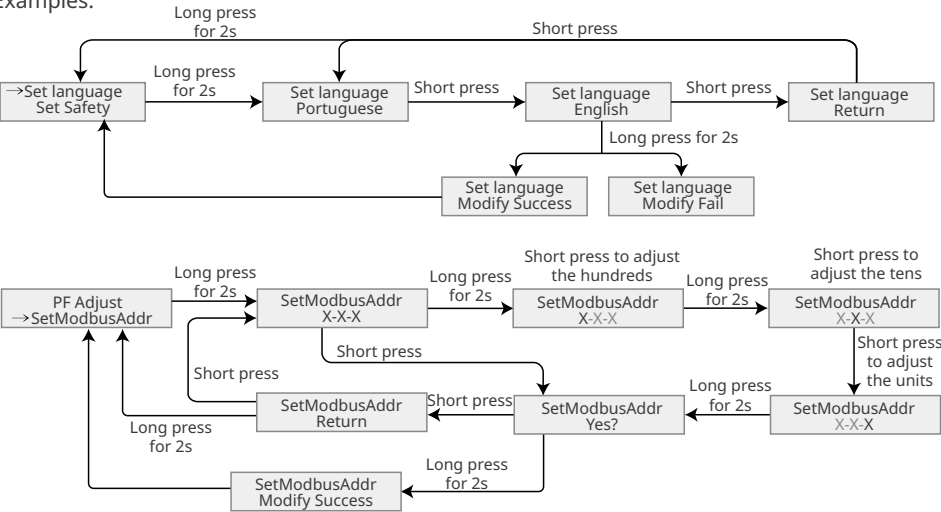 Examples:
Long press
for 2s
Short press
→Set language
Set Safety
Long press
for 2s
Set language
Portuguese
Short press
Set language
English
Short press
Set language
Return
Long press for 2s
Set language
Modify Success
Set language
Modify Fail
PF Adjust
→SetModbusAddr
Long press
for 2s
SetModbusAddr
X-X-X
Long press
for 2s
Short press to adjust
the hundreds
SetModbusAddr
X-X-X
Long press
for 2s
Short press to
adjust the tens
SetModbusAddr
X-X-X
Short press
to adjust
the units
Short press
Short press
SetModbusAddr
Return
Short press
SetModbusAddr
Yes?
Long press
for 2s
SetModbusAddr
X-X-X
Long press
for 2s
Long press
for 2s
SetModbusAddr
Modify Success